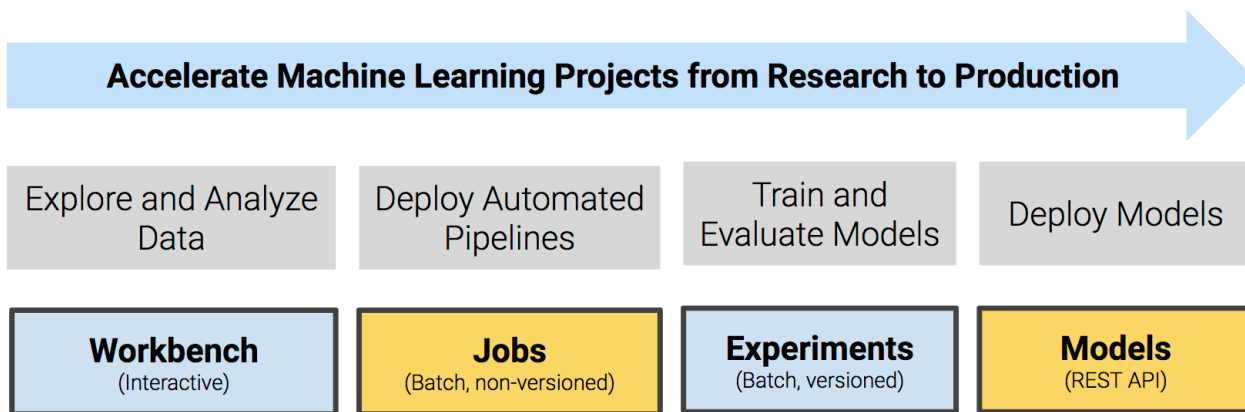 Accelerate Machine Learning Projects from Research to Production
Explore and Analyze
Data
Deploy Automated
Pipelines
Train and
Evaluate Models
Deploy Models
Workbench
(Interactive)
Jobs
(Batch, non-versioned)
Experiments
(Batch, versioned)
Models
(REST API)